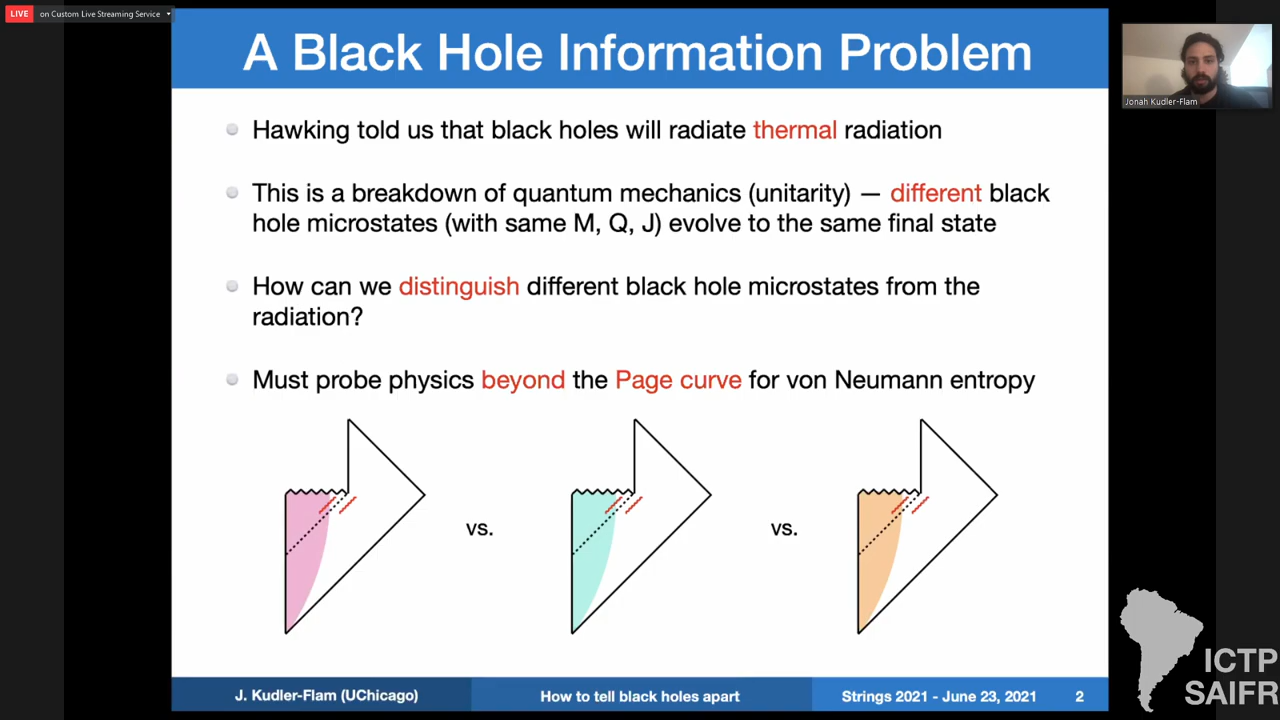 LIVE on Custom Live Streaming Service
A Black Hole Information Problem
Jonah Kudler-Flam
Hawking told us that black holes will radiate thermal radiation
This is a breakdown of quantum mechanics (unitarity) — different black
hole microstates (with same M, Q, J) evolve to the same final state
How can we distinguish different black hole microstates from the
radiation?
Must probe physics beyond the Page curve for von Neumann entropy
vs.
vs.
ICTP
SAIFR
J. Kudler-Flam (UChicago) How to tell black holes apart Strings 2021 - June 23, 2021 2